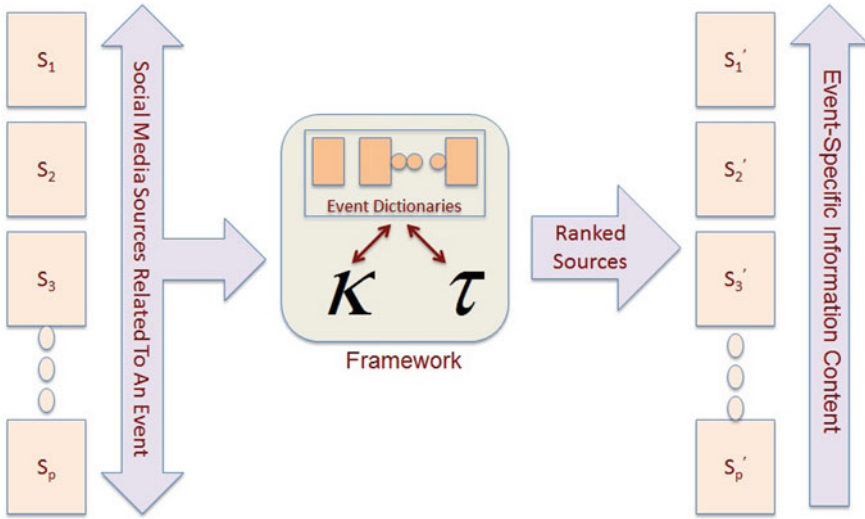 S₁
S₂
S₃
Sₚ
Social Media Sources Related To An Event
Event Dictionaries
κ τ
Framework
Ranked
Sources
S₁′
S₂′
S₃′
Sₚ′
Event-Specific Information Content